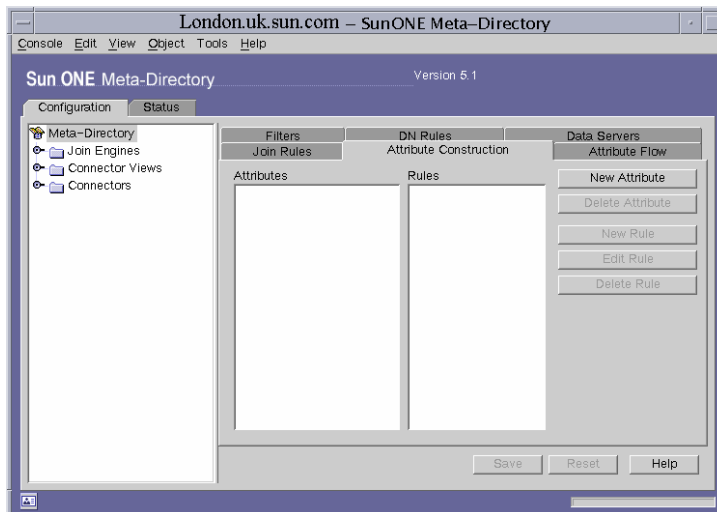 London.uk.sun.com – SunONE Meta–Directory
Console Edit View Object Tools Help
Sun ONE Meta-Directory Version 5.1
Configuration Status
Meta–Directory
Join Engines
Connector Views
Connectors
Filters DN Rules Data Servers
Join Rules Attribute Construction Attribute Flow
Attributes Rules
New Attribute
Delete Attribute
New Rule
Edit Rule
Delete Rule
Save Reset Help